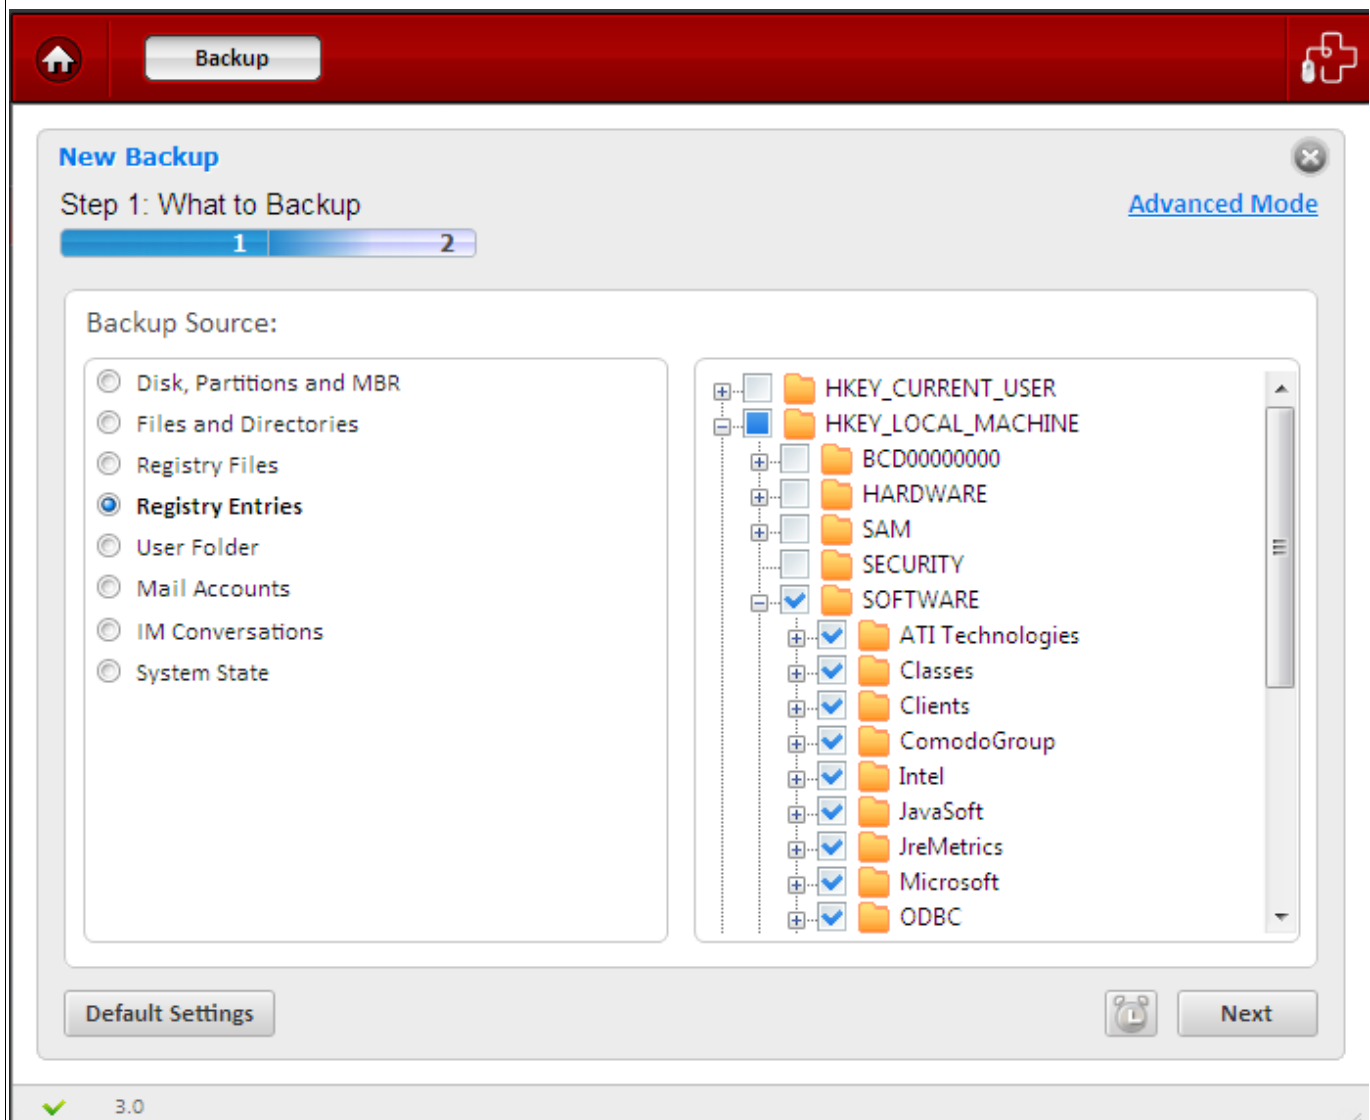 Backup
New Backup
Step 1: What to Backup
Advanced Mode
1 2
Backup Source:
Disk, Partitions and MBR
Files and Directories
Registry Files
Registry Entries
User Folder
Mail Accounts
IM Conversations
System State
HKEY_CURRENT_USER
HKEY_LOCAL_MACHINE
BCD00000000
HARDWARE
SAM
SECURITY
SOFTWARE
ATI Technologies
Classes
Clients
ComodoGroup
Intel
JavaSoft
JreMetrics
Microsoft
ODBC
Default Settings
Next
3.0